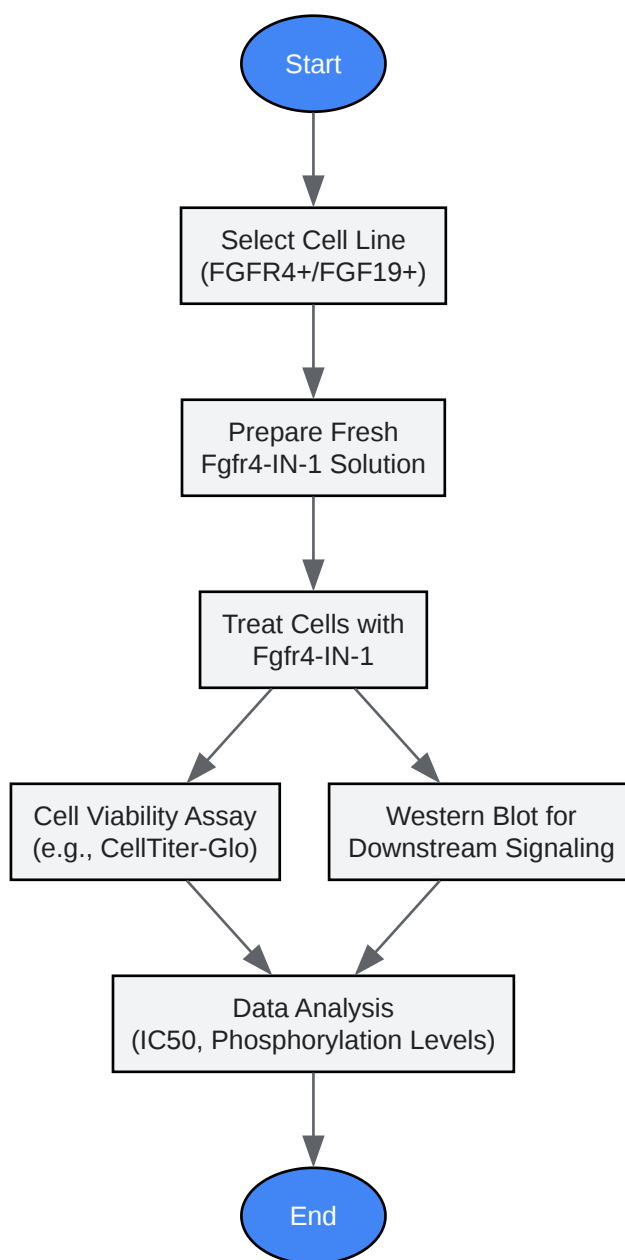 Start
Select Cell Line
(FGFR4+/FGF19+)
Prepare Fresh
Fgfr4-IN-1 Solution
Treat Cells with
Fgfr4-IN-1
Cell Viability Assay
(e.g., CellTiter-Glo)
Western Blot for
Downstream Signaling
Data Analysis
(IC50, Phosphorylation Levels)
End